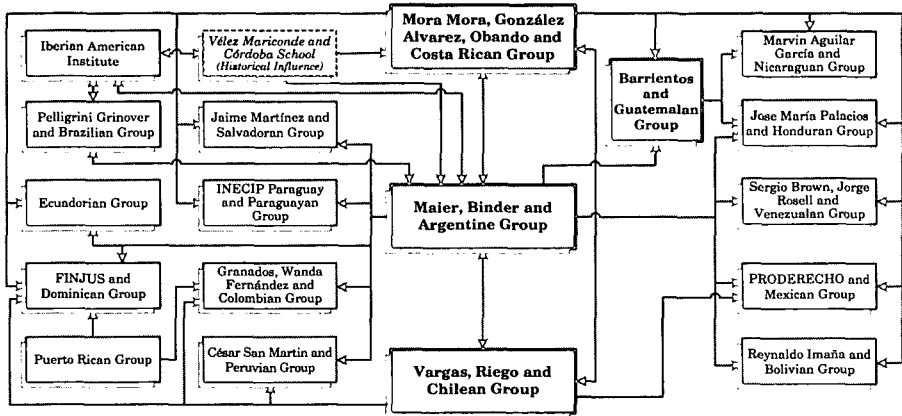 Iberian American
Institute
Vélez Mariconde and
Córdoba School
(Historical Influence)
Mora Mora, González
Alvarez, Obando and
Costa Rican Group
Marvin Aguilar
García and
Nicaraguan Group
Barrientos
and
Guatemalan
Group
Pelligrini Grinover
and Brazilian Group
Jaime Martínez and
Salvadoran Group
Jose María Palacios
and Honduran Group
Ecuadorian Group
INECIP Paraguay
and Paraguayan
Group
Maier, Binder and
Argentine Group
Sergio Brown, Jorge
Rosell and
Venezualan Group
FINJUS and
Dominican Group
Granados, Wanda
Fernández and
Colombian Group
PRODERECHO and
Mexican Group
Puerto Rican Group
César San Martin and
Peruvian Group
Vargas, Riego and
Chilean Group
Reynaldo Imaña and
Bolivian Group